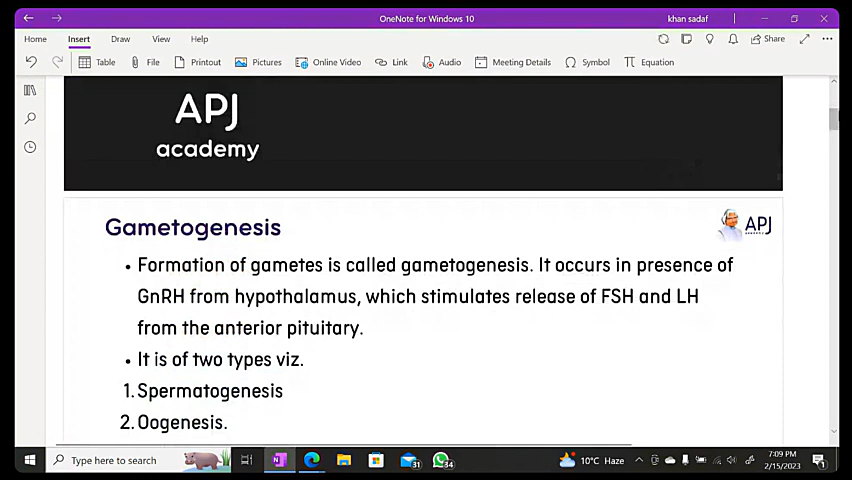 OneNote for Windows 10
khan sadaf
Home Insert Draw View Help
Share
Table File Printout Pictures Online Video Link Audio Meeting Details Symbol Equation
APJ
academy
Gametogenesis
APJ
• Formation of gametes is called gametogenesis. It occurs in presence of
GnRH from hypothalamus, which stimulates release of FSH and LH
from the anterior pituitary.
• It is of two types viz.
1. Spermatogenesis
2. Oogenesis.
Type here to search
31
34
10°C Haze
7:09 PM
2/15/2023
1